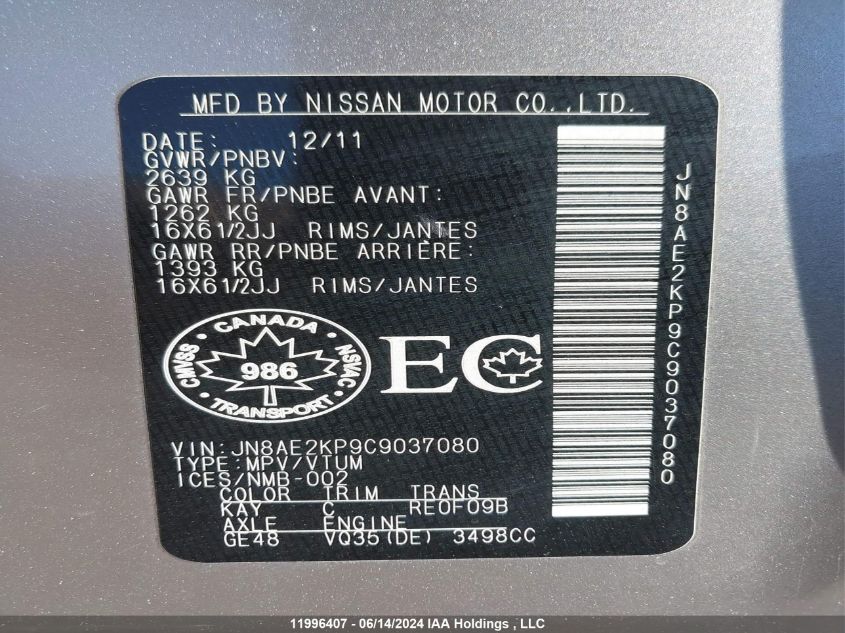 MFD BY NISSAN MOTOR CO.,LTD.
DATE: 12/11
GVWR/PNBV:
2639 KG
GAWR FR/PNBE AVANT:
1262 KG
16X61/2JJ RIMS/JANTES
GAWR RR/PNBE ARRIERE:
1393 KG
16X61/2JJ RIMS/JANTES
CANADA
CMVSS 986 NSVAC
TRANSPORT
EC
VIN:JN8AE2KP9C9037080
TYPE:MPV/VTUM
ICES/NMB-002
COLOR TRIM TRANS
KAY C RE0F09B
AXLE ENGINE
GE48 VQ35(DE) 3498CC
JN8AE2KP9C9037080
11996407 - 06/14/2024 IAA Holdings , LLC